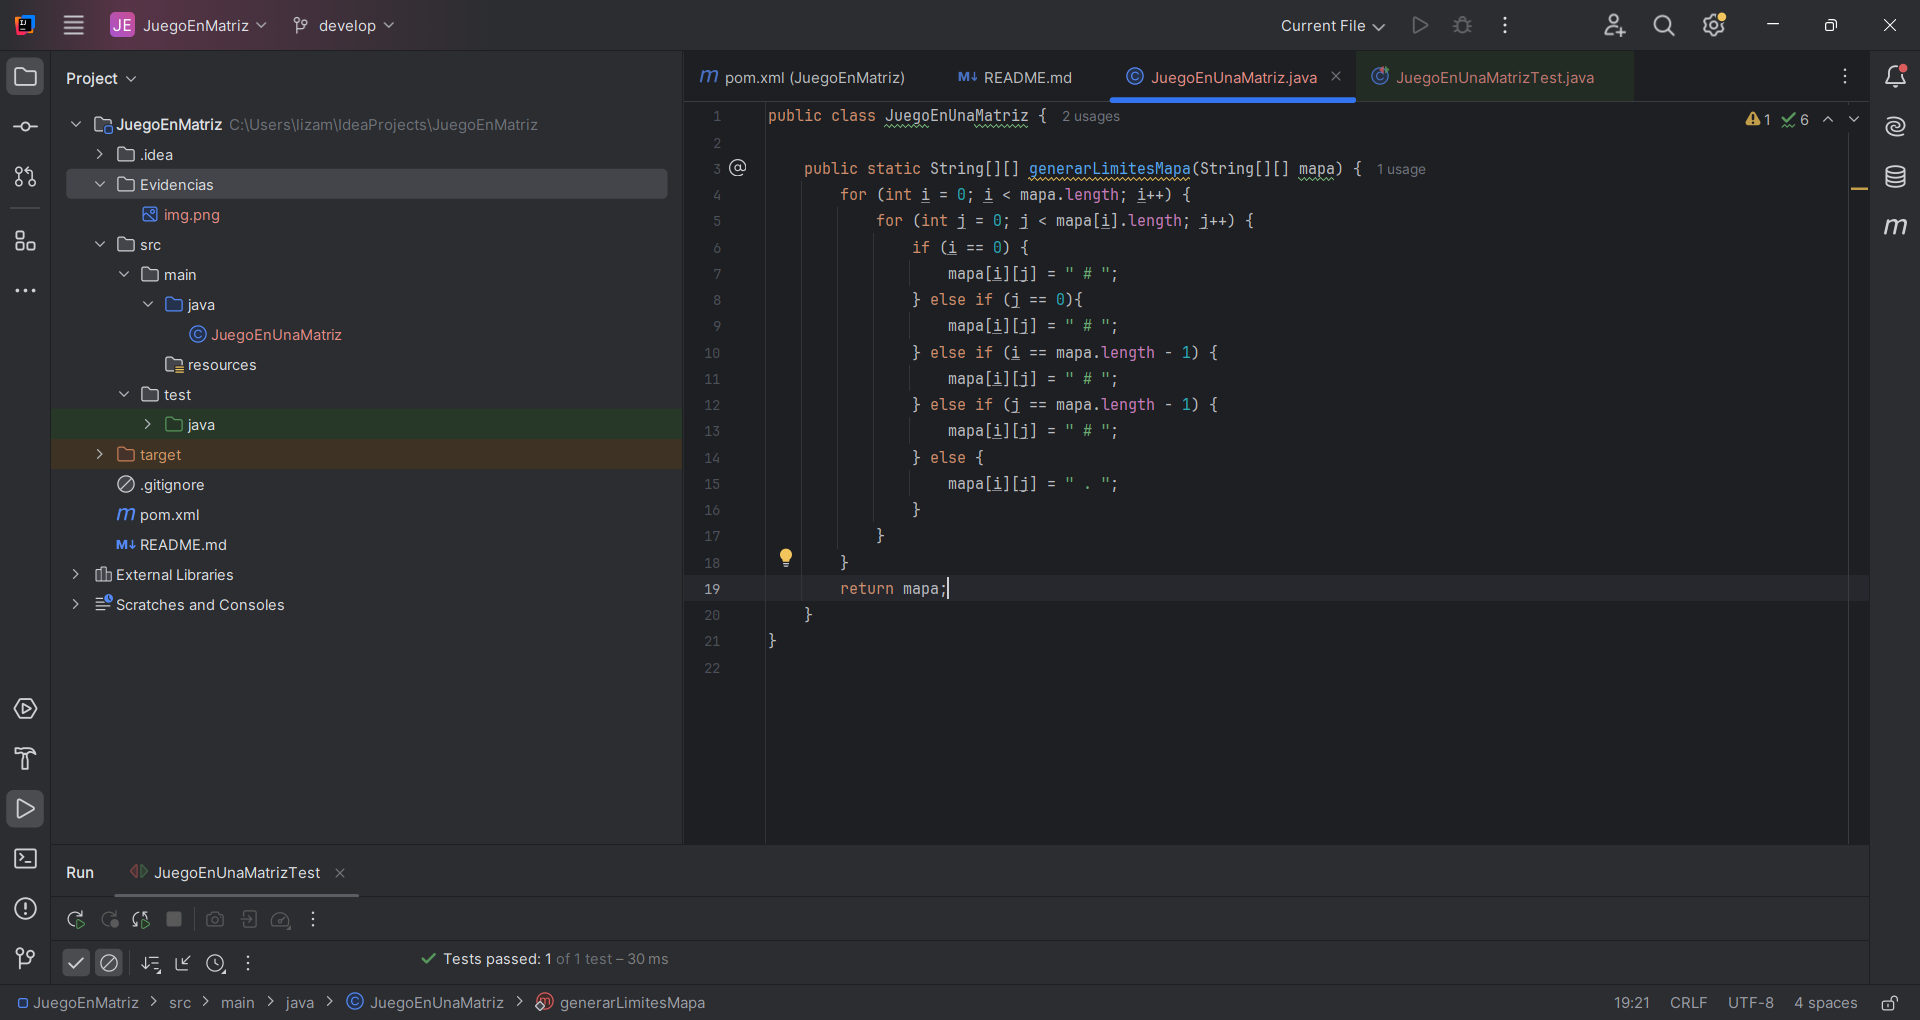 JE JuegoEnMatriz develop Current File
Project
JuegoEnMatriz C:\Users\lizam\IdeaProjects\JuegoEnMatriz
.idea
Evidencias
img.png
src
main
java
JuegoEnUnaMatriz
resources
test
java
target
.gitignore
m pom.xml
M↓ README.md
External Libraries
Scratches and Consoles
m pom.xml (JuegoEnMatriz) M↓ README.md JuegoEnUnaMatriz.java JuegoEnUnaMatrizTest.java
1 public class JuegoEnUnaMatriz { 2 usages
2
3 @ public static String[][] generarLimitesMapa(String[][] mapa) { 1 usage
4 for (int i = 0; i < mapa.length; i++) {
5 for (int j = 0; j < mapa[i].length; j++) {
6 if (i == 0) {
7 mapa[i][j] = " # ";
8 } else if (j == 0){
9 mapa[i][j] = " # ";
10 } else if (i == mapa.length - 1) {
11 mapa[i][j] = " # ";
12 } else if (j == mapa.length - 1) {
13 mapa[i][j] = " # ";
14 } else {
15 mapa[i][j] = " . ";
16 }
17 }
18 }
19 return mapa;
20 }
21 }
22
1 6
Run JuegoEnUnaMatrizTest
Tests passed: 1 of 1 test – 30 ms
JuegoEnMatriz > src > main > java > JuegoEnUnaMatriz > generarLimitesMapa 19:21 CRLF UTF-8 4 spaces